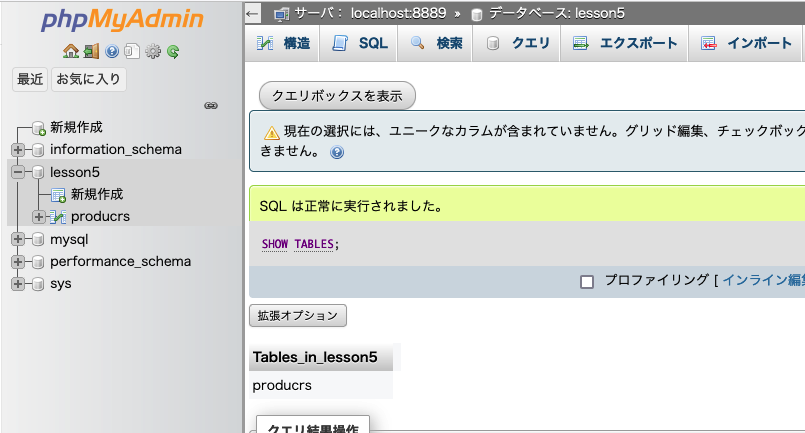 phpMyAdmin
最近 お気に入り
新規作成
information_schema
lesson5
新規作成
producrs
mysql
performance_schema
sys
サーバ： localhost:8889 » データベース: lesson5
構造 SQL 検索 クエリ エクスポート インポート
クエリボックスを表示
現在の選択には、ユニークなカラムが含まれていません。グリッド編集、チェックボック
きません。
SQL は正常に実行されました。
SHOW TABLES;
プロファイリング [ インライン編集
拡張オプション
Tables_in_lesson5
producrs
クエリ結果操作